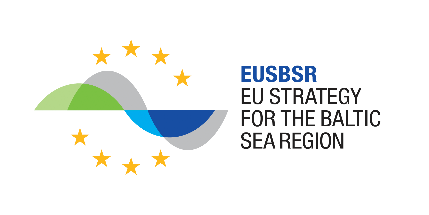 EUSBSR
EU STRATEGY
FOR THE BALTIC
SEA REGION